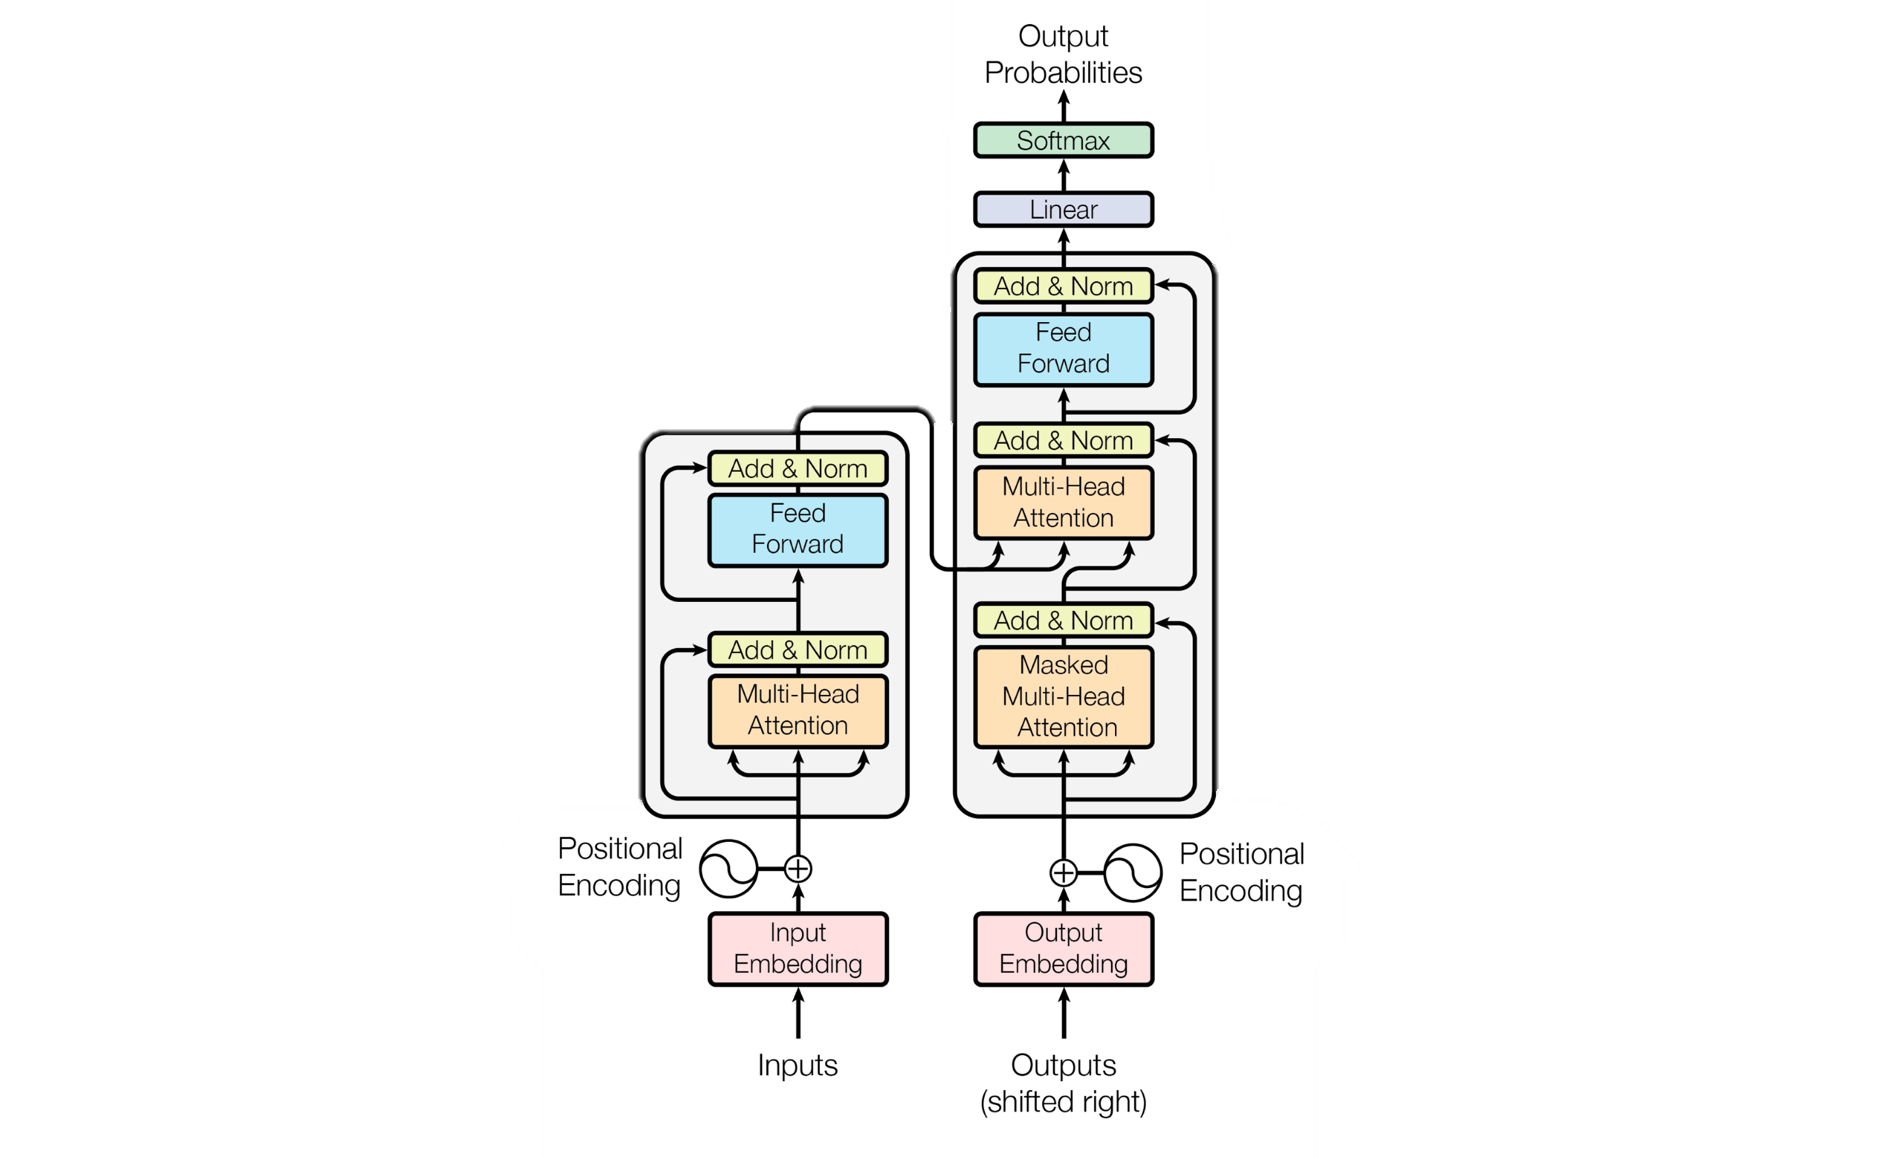 Output
Probabilities
Softmax
Linear
Add & Norm
Feed
Forward
Add & Norm
Multi-Head
Attention
Add & Norm
Masked
Multi-Head
Attention
Add & Norm
Feed
Forward
Add & Norm
Multi-Head
Attention
Positional
Encoding
Positional
Encoding
Input
Embedding
Output
Embedding
Inputs
Outputs
(shifted right)